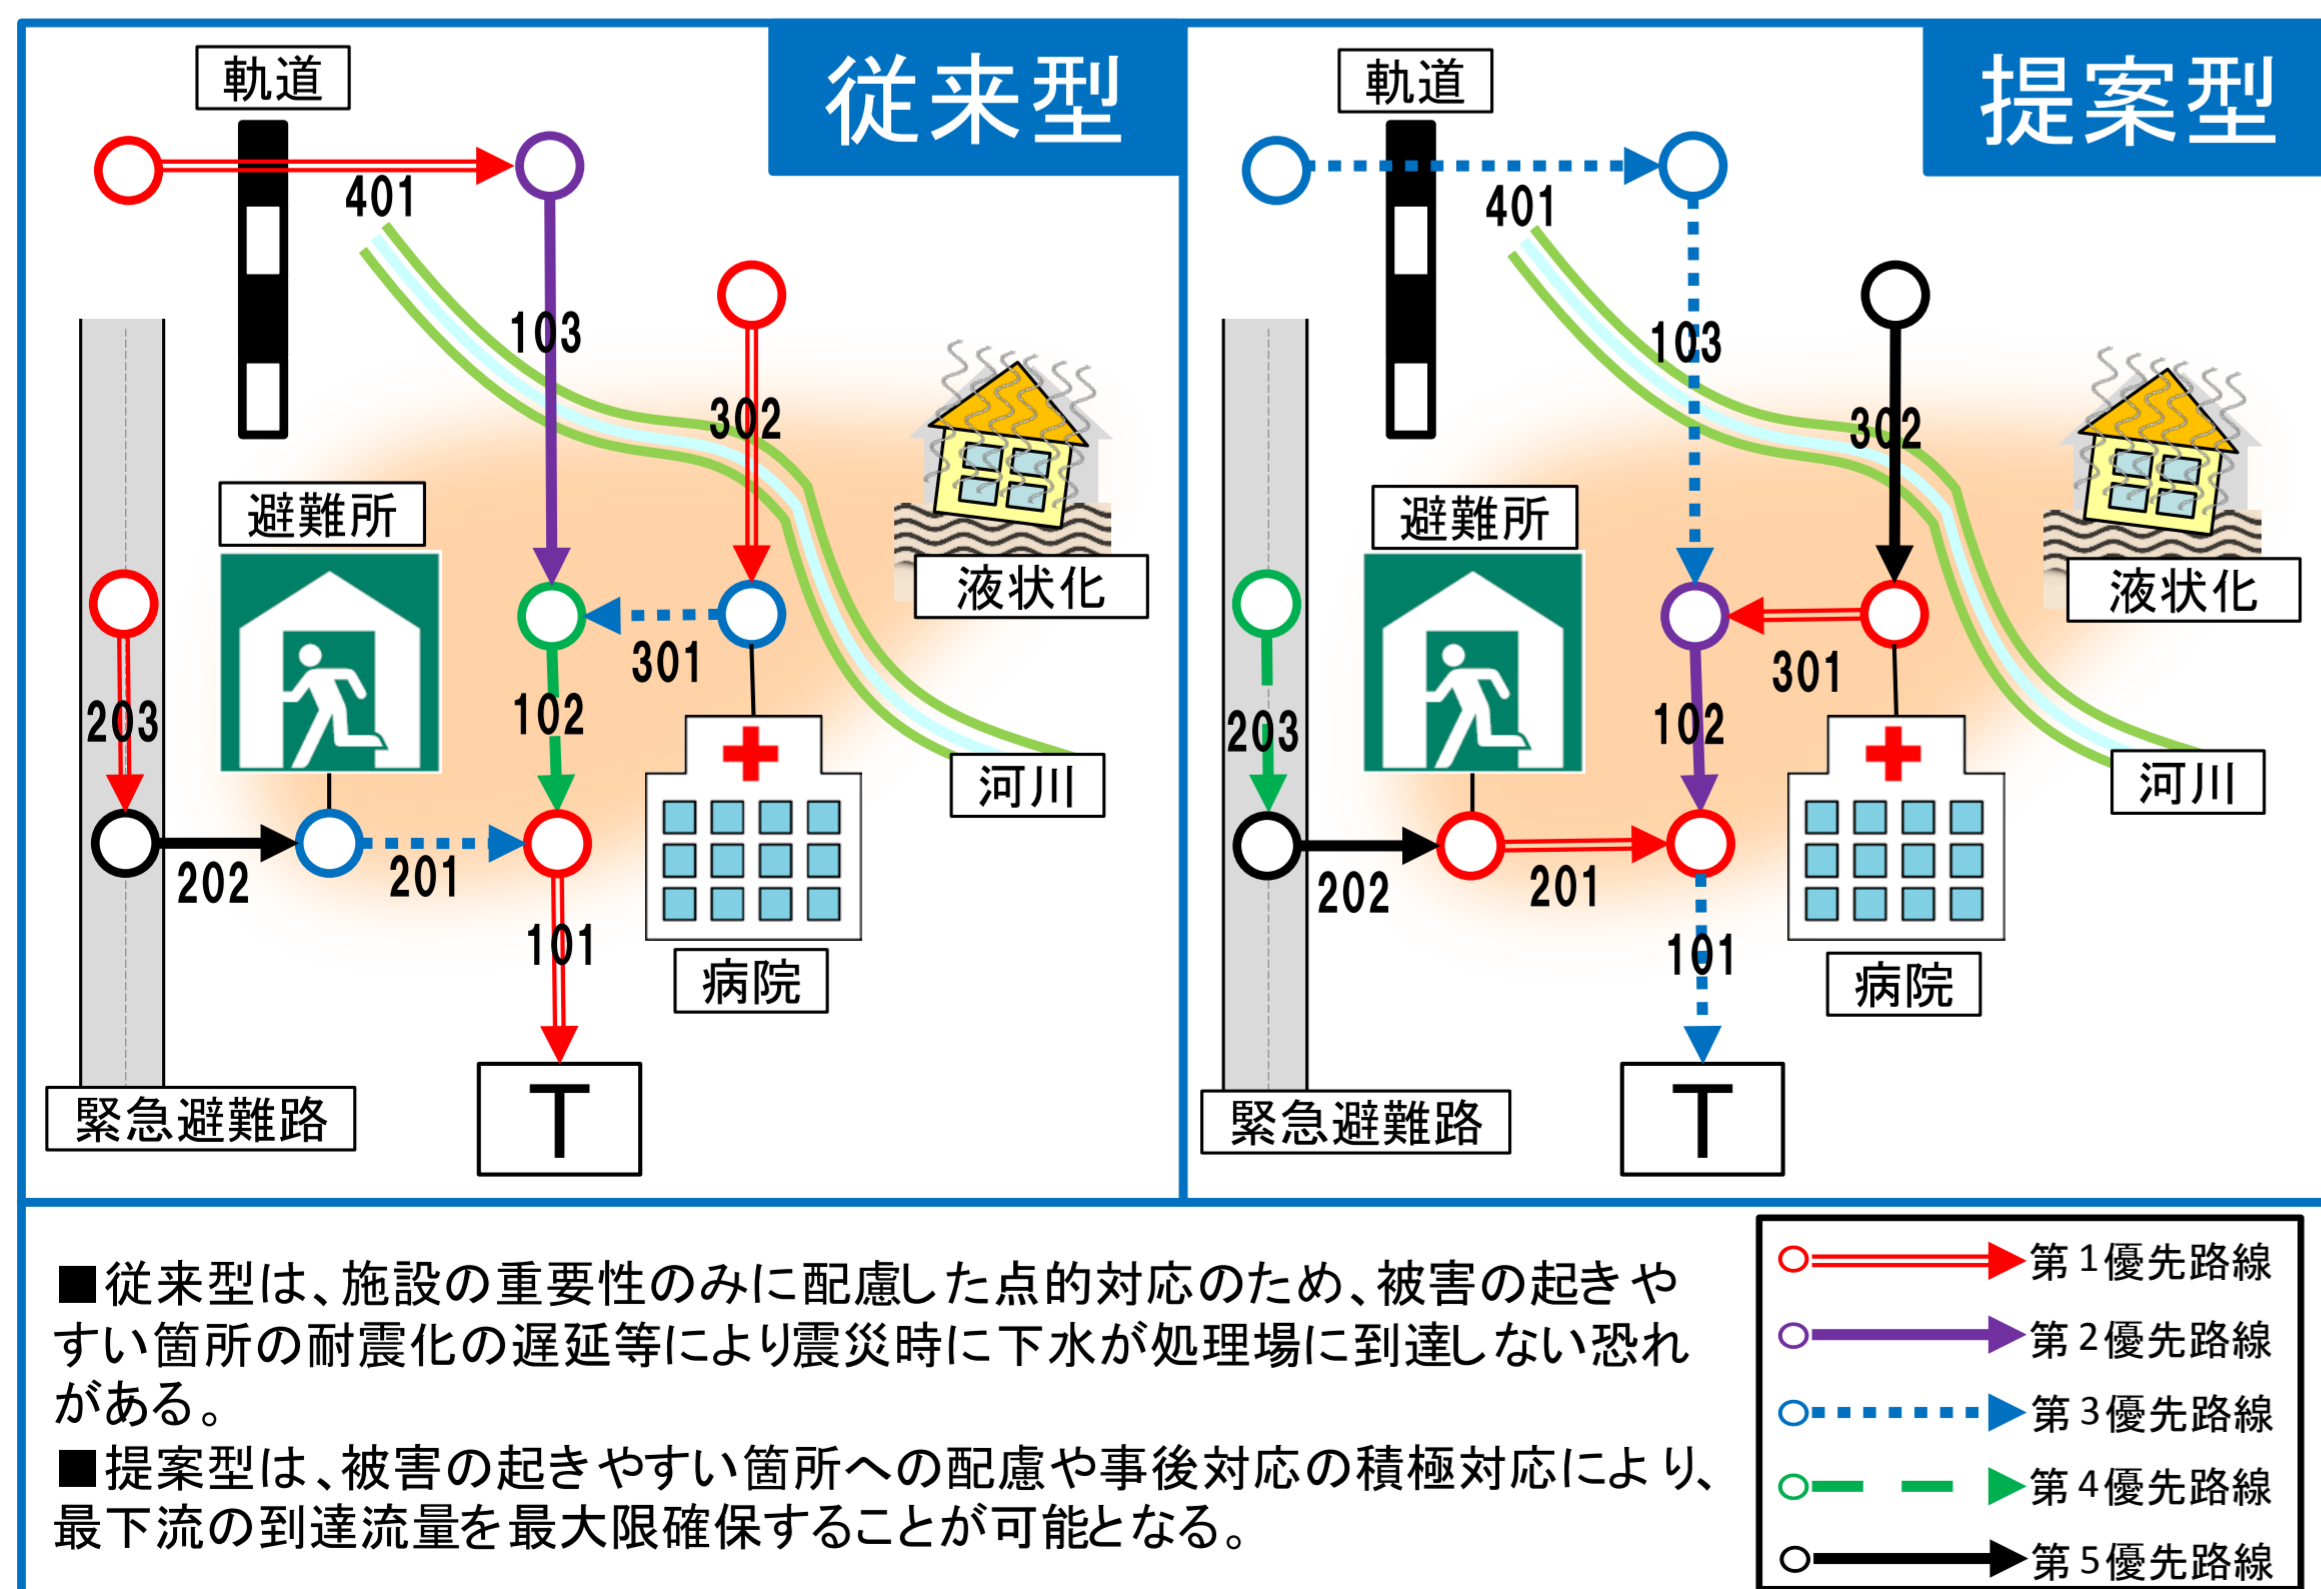 従来型
軌道
401
103
302
避難所
液状化
301
203
102
河川
202
201
101
病院
緊急避難路
T
提案型
軌道
401
103
302
避難所
液状化
301
203
102
河川
202
201
101
病院
緊急避難路
T
■従来型は、施設の重要性のみに配慮した点的対応のため、被害の起きや
すい箇所の耐震化の遅延等により震災時に下水が処理場に到達しない恐れ
がある。
■提案型は、被害の起きやすい箇所への配慮や事後対応の積極対応により、
最下流の到達流量を最大限確保することが可能となる。
第1優先路線
第2優先路線
第3優先路線
第4優先路線
第5優先路線